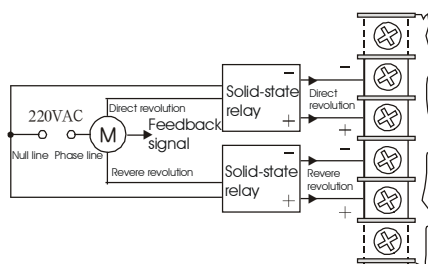 220VAC
Null line
Phase line
M
Direct revolution
Feedback
signal
Revere revolution
Solid-state
relay
−
+
Solid-state
relay
−
+
−
Direct
revolution
+
−
Revere
revolution
+